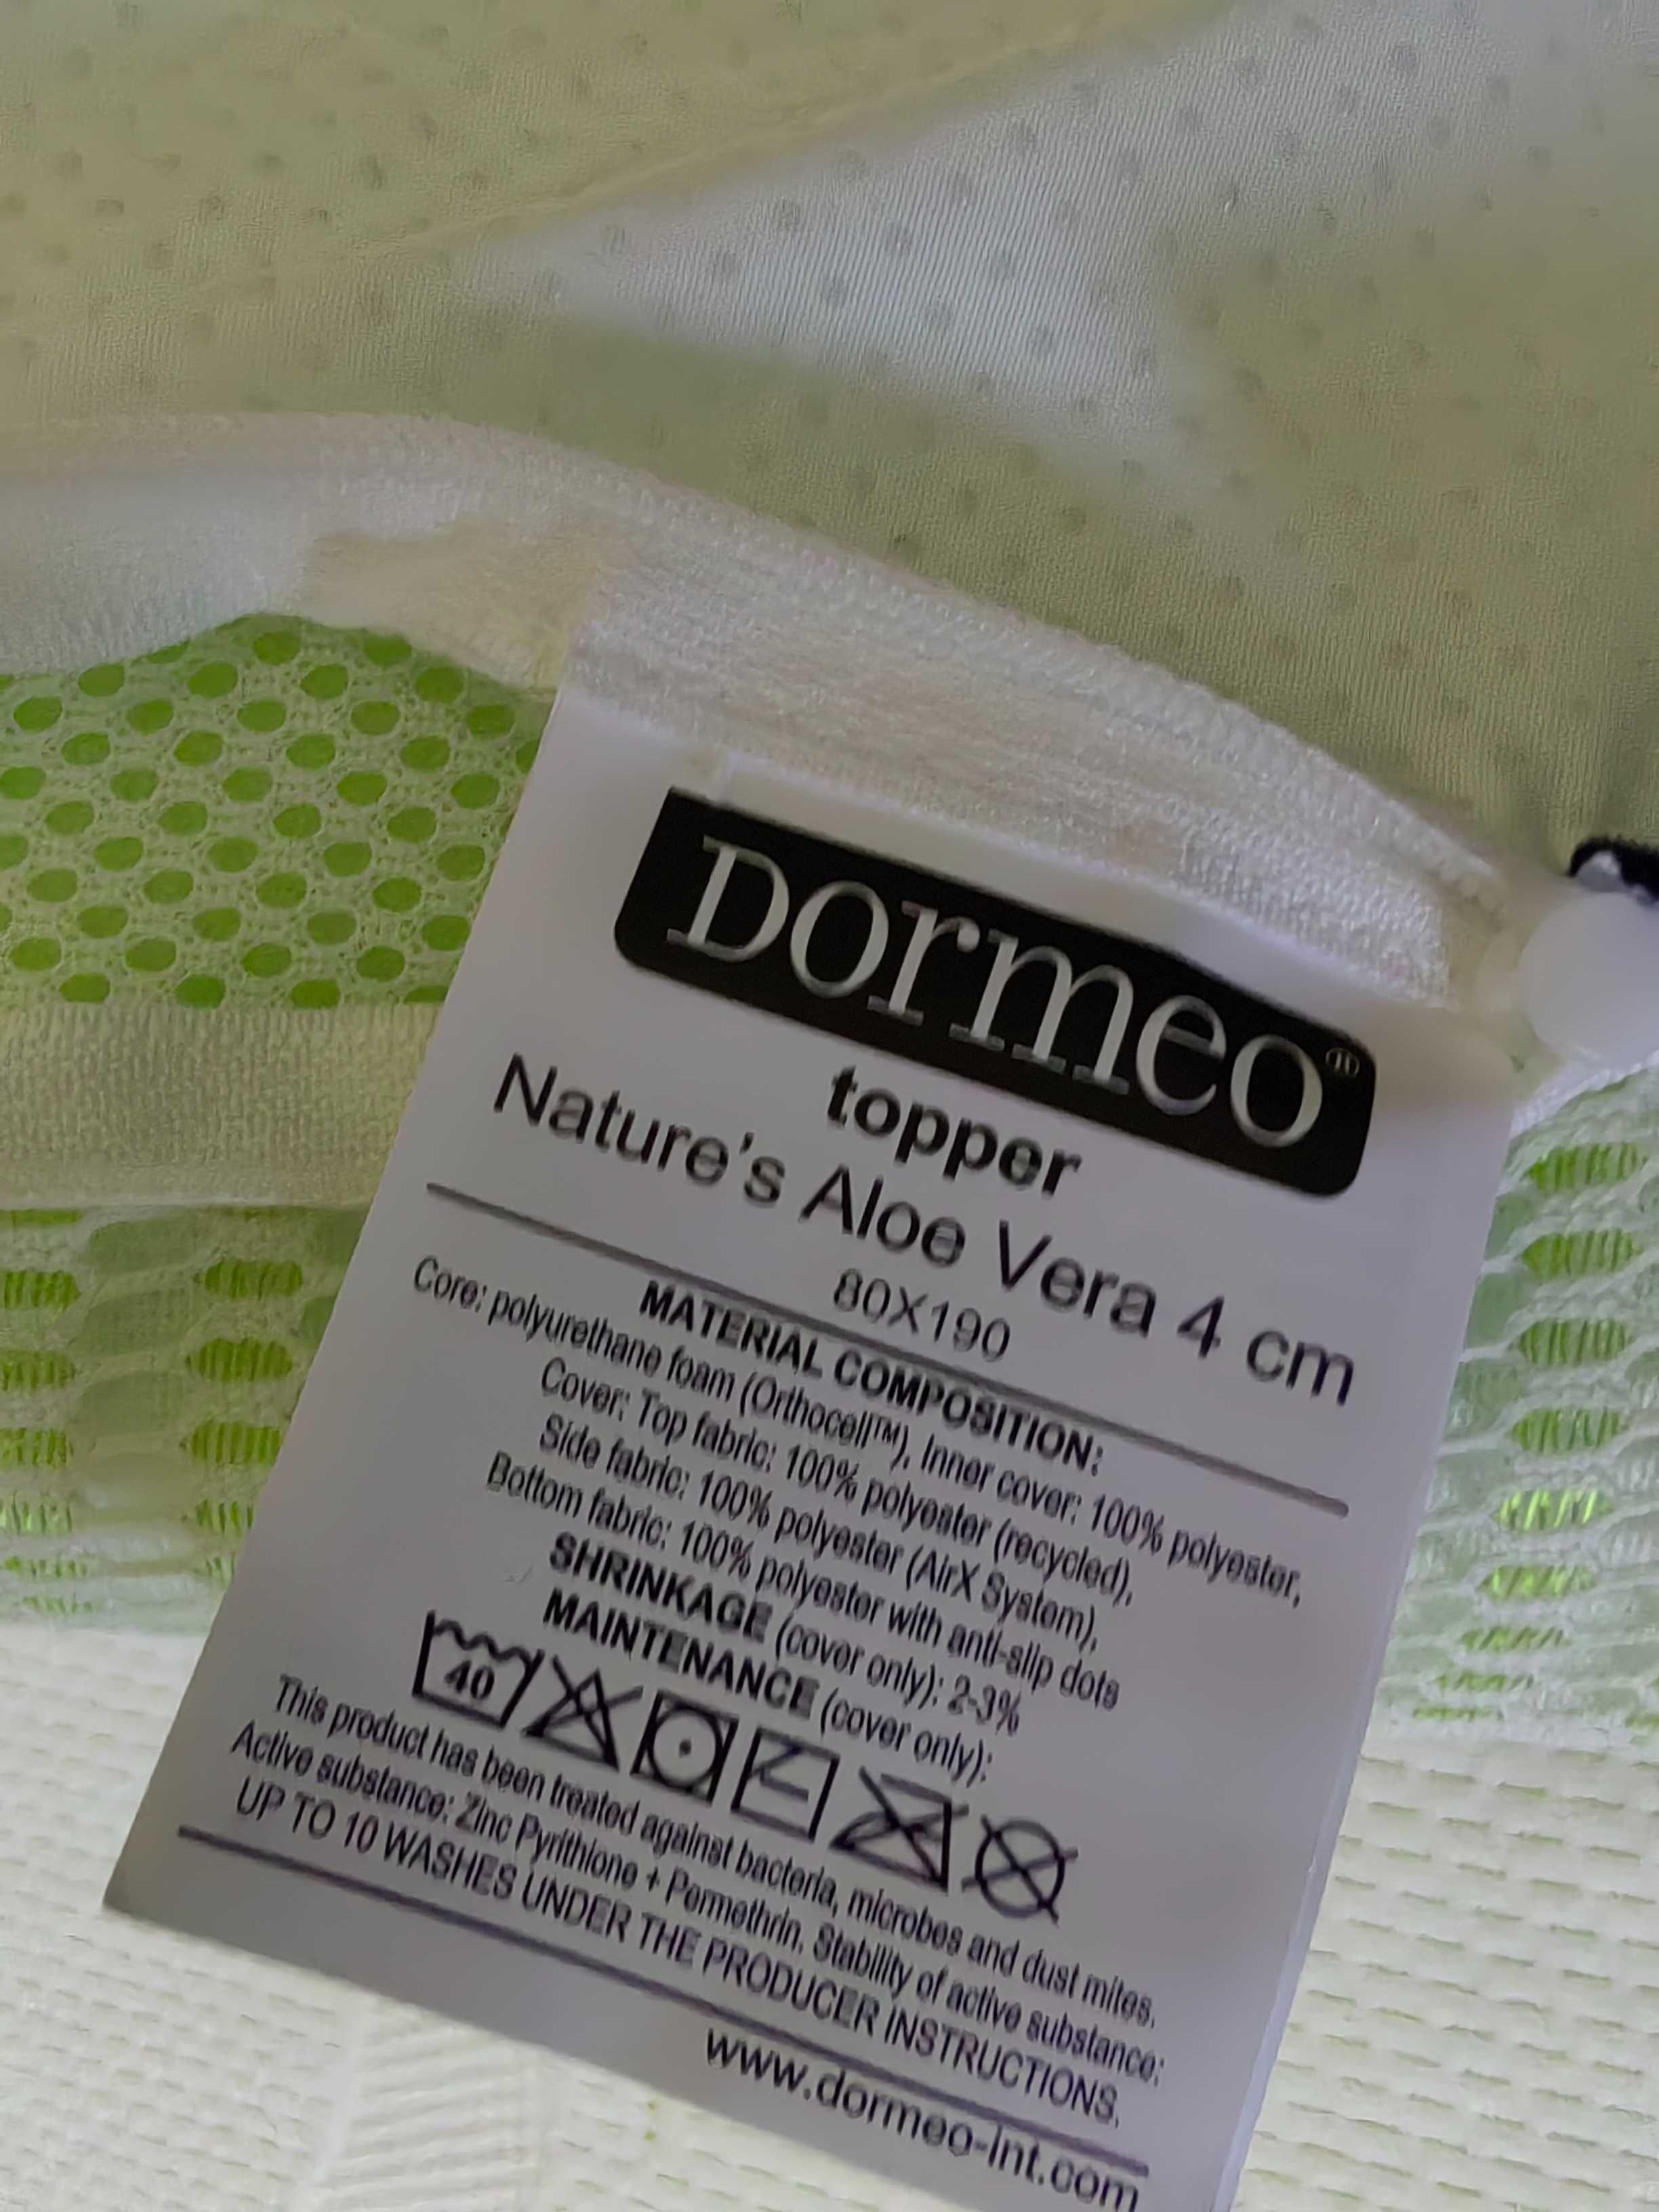 DORMEO®
topper
Nature's Aloe Vera 4 cm
80X190
MATERIAL COMPOSITION:
Core: polyurethane foam (Orthocell™), Inner cover: 100% polyester,
Cover: Top fabric: 100% polyester (recycled),
Side fabric: 100% polyester (AirX System),
Bottom fabric: 100% polyester with anti-slip dots
SHRINKAGE (cover only): 2-3%
MAINTENANCE (cover only):
40
This product has been treated against bacteria, microbes and dust mites.
Active substance: Zinc Pyrithione + Permethrin. Stability of active substance:
UP TO 10 WASHES UNDER THE PRODUCER INSTRUCTIONS.
www.dormeo-int.com